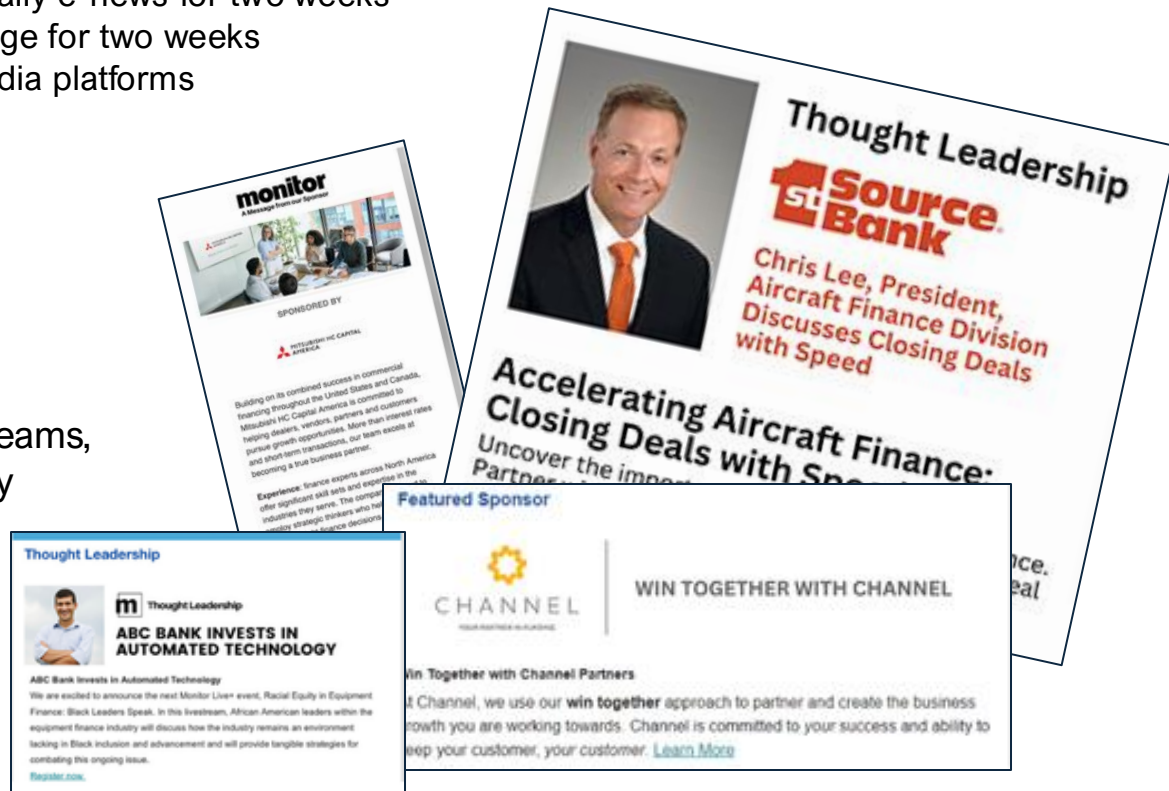 ally e-news for two weeks
ge for two weeks
dia platforms
eams,
y
monitor
A Message from our Sponsor
SPONSORED BY
MITSUBISHI HC CAPITAL
AMERICA
Building on its combined success in commercial
financing throughout the United States and Canada,
Mitsubishi HC Capital America is committed to
helping dealers, vendors, partners and customers
pursue growth opportunities. More than interest rates
and short-term transactions, our team excels at
becoming a true business partner.
Experience: finance experts across North America
offer significant skill sets and expertise in the
industries they serve. The
employ strategic thinkers who
finance decisions
Thought Leadership
1st Source
Bank
Chris Lee, President,
Aircraft Finance Division
Discusses Closing Deals
with Speed
Accelerating Aircraft Finance:
Closing Deals with
Uncover the
nce.
eal
Featured Sponsor
CHANNEL
YOUR PARTNER IN FUNDING
WIN TOGETHER WITH CHANNEL
in Together with Channel Partners
t Channel, we use our win together approach to partner and create the business
rowth you are working towards. Channel is committed to your success and ability to
eep your customer, your customer. Learn More
Thought Leadership
m Thought Leadership
ABC BANK INVESTS IN
AUTOMATED TECHNOLOGY
ABC Bank Invests in Automated Technology
We are excited to announce the next Monitor Live+ event, Racial Equity in Equipment
Finance: Black Leaders Speak. In this livestream, African American leaders within the
equipment finance industry will discuss how the industry remains an environment
lacking in Black inclusion and advancement and will provide tangible strategies for
combating this ongoing issue.
Register now.